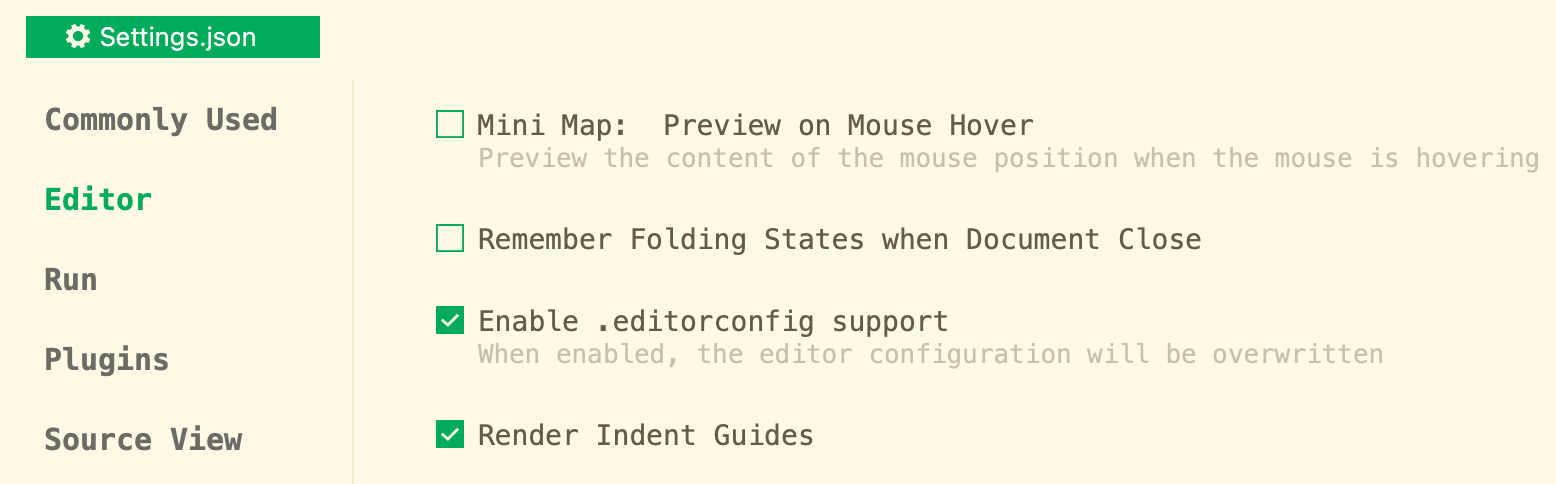 Settings.json
Commonly Used
Editor
Run
Plugins
Source View
Mini Map:  Preview on Mouse Hover
Preview the content of the mouse position when the mouse is hovering
Remember Folding States when Document Close
Enable .editorconfig support
When enabled, the editor configuration will be overwritten
Render Indent Guides